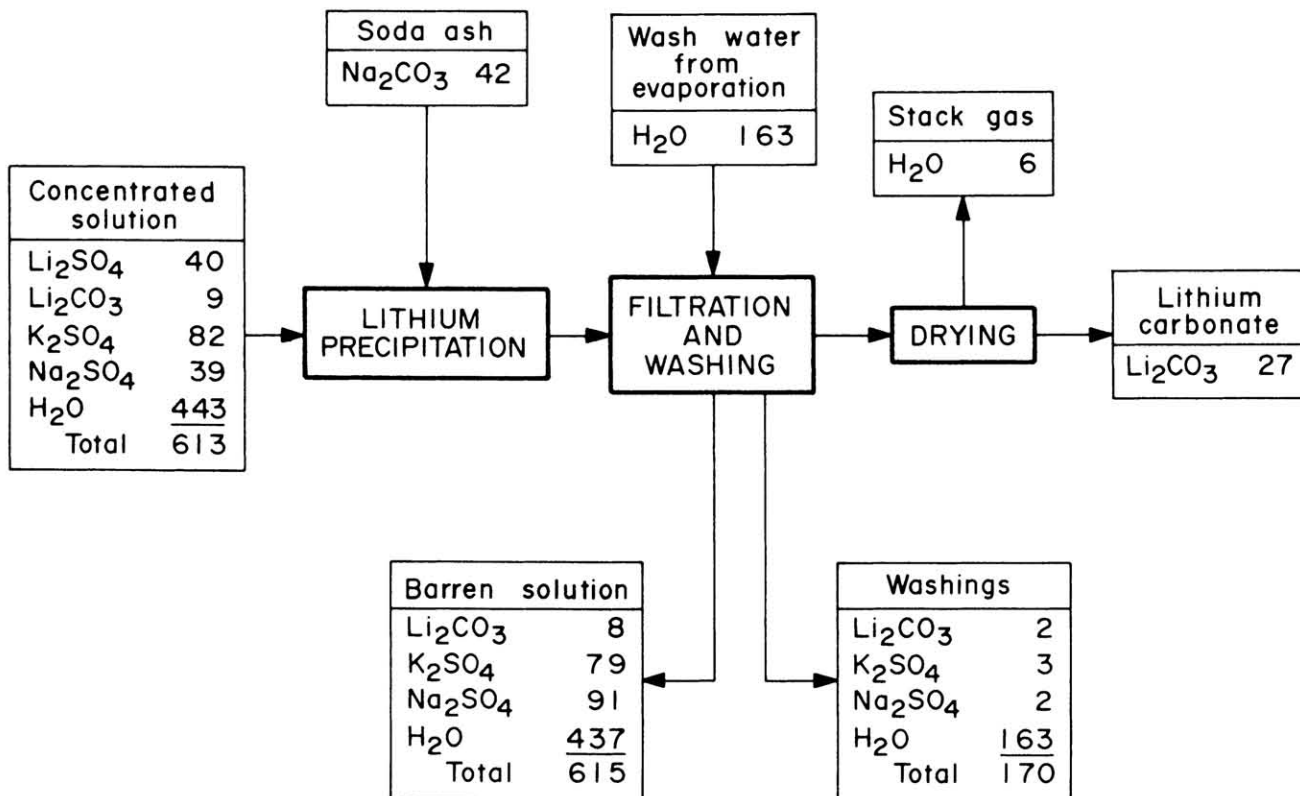 Soda ash
Na₂CO₃ 42
Wash water
from
evaporation
H₂O 163
Stack gas
H₂O 6
Concentrated
solution
Li₂SO₄ 40
Li₂CO₃ 9
K₂SO₄ 82
Na₂SO₄ 39
H₂O 443
Total 613
LITHIUM
PRECIPITATION
FILTRATION
AND
WASHING
DRYING
Lithium
carbonate
Li₂CO₃ 27
Barren solution
Li₂CO₃ 8
K₂SO₄ 79
Na₂SO₄ 91
H₂O 437
Total 615
Washings
Li₂CO₃ 2
K₂SO₄ 3
Na₂SO₄ 2
H₂O 163
Total 170